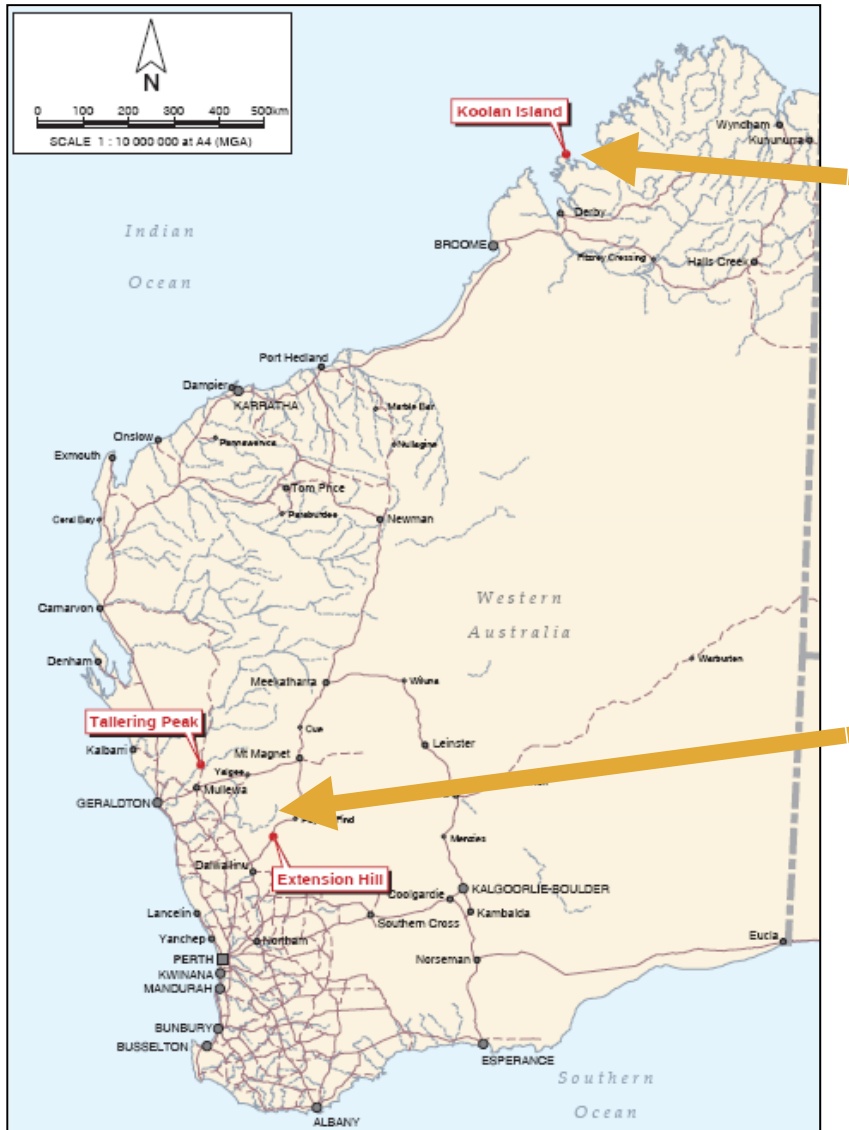 N
0 100 200 300 400 500km
SCALE 1 : 10 000 000 at A4 (MGA)
Koolan Island
Wyndham
Kununurra
Derby
Indian
Ocean
BROOME
Fitzroy Crossing
Halls Creek
Port Hedland
Dampier
KARRATHA
Marble Bar
Onslow
Pannawonica
Nullagine
Exmouth
Tom Price
Paraburdoo
Coral Bay
Newman
Western
Australia
Carnarvon
Denham
Warburton
Meekatharra
Wiluna
Tallering Peak
Cue
Kalbarri
Mt Magnet
Leinster
Yalgoo
Mullewa
GERALDTON
Menzies
Dalwallinu
Extension Hill
KALGOORLIE-BOULDER
Coolgardie
Lancelin
Southern Cross
Kambalda
Yanchep
Northam
Eucla
PERTH
Norseman
KWINANA
MANDURAH
BUNBURY
BUSSELTON
ESPERANCE
Southern
Ocean
ALBANY